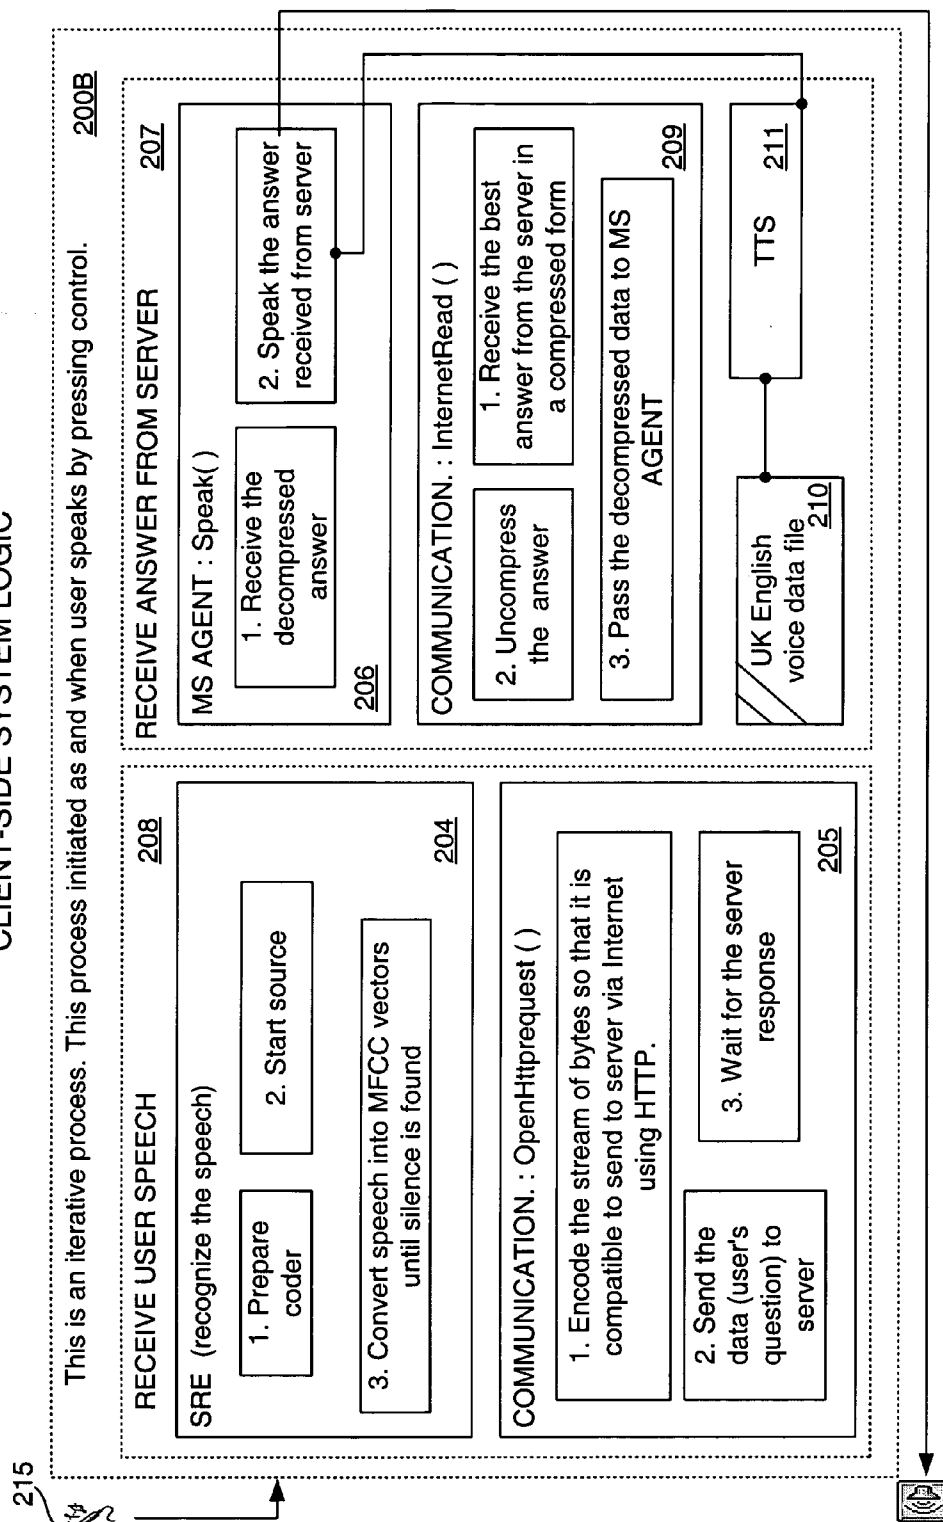 CLIENT-SIDE SYSTEM LOGIC
215
This is an iterative process. This process initiated as and when user speaks by pressing control.
200B
RECEIVE USER SPEECH
208
SRE (recognize the speech)
1. Prepare
coder
2. Start source
3. Convert speech into MFCC vectors
until silence is found
204
COMMUNICATION. : OpenHttprequest ( )
1. Encode the stream of bytes so that it is
compatible to send to server via Internet
using HTTP.
2. Send the
data (user's
question) to
server
3. Wait for the server
response
205
RECEIVE ANSWER FROM SERVER
207
MS AGENT : Speak( )
1. Receive the
decompressed
answer
2. Speak the answer
received from server
206
COMMUNICATION. : InternetRead ( )
2. Uncompress
the answer
1. Receive the best
answer from the server in
a compressed form
3. Pass the decompressed data to MS
AGENT
209
UK English
voice data file
210
TTS
211